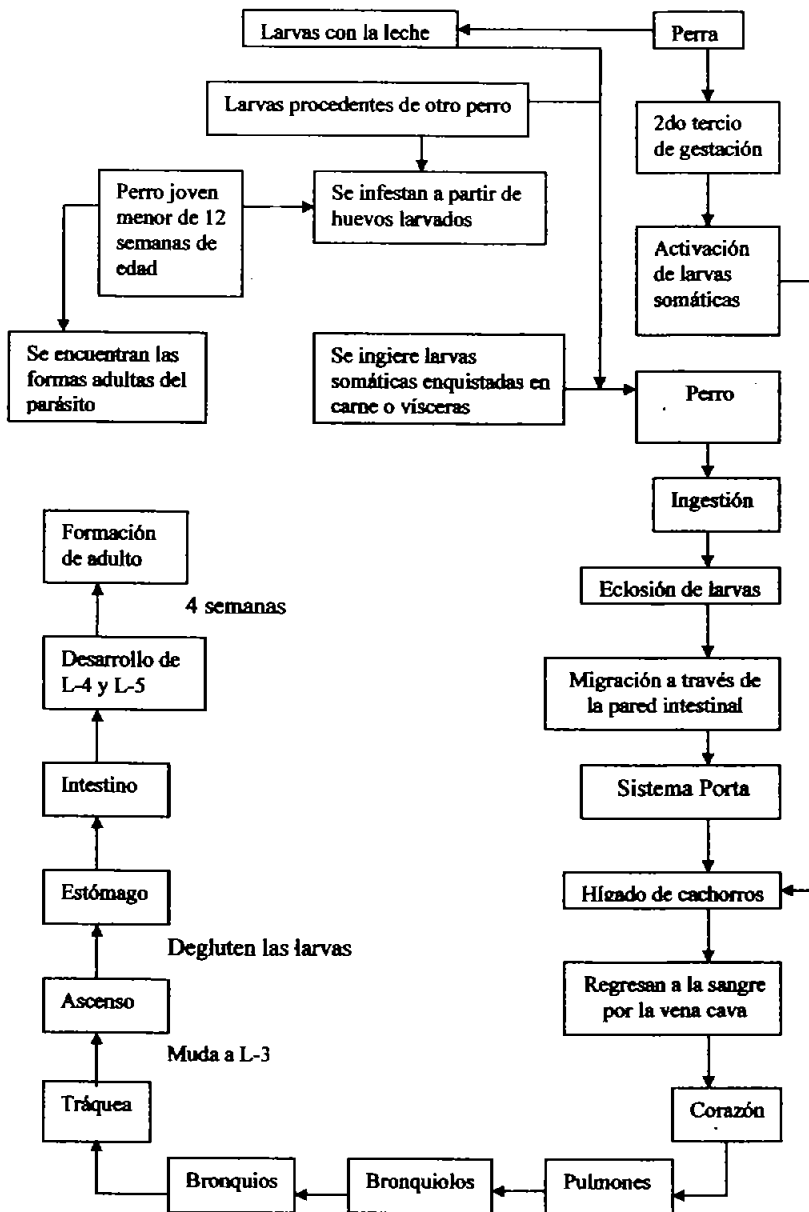 Larvas con la leche
Perra
Larvas procedentes de otro perro
2do tercio
de gestación
Perro joven
menor de 12
semanas de
edad
Se infestan a partir de
huevos larvados
Activación
de larvas
somáticas
Se encuentran las
formas adultas del
parásito
Se ingiere larvas
somáticas enquistadas en
carne o vísceras
Perro
Ingestión
Formación
de adulto
Eclosión de larvas
4 semanas
Desarrollo de
L-4 y L-5
Migración a través de
la pared intestinal
Intestino
Sistema Porta
Estómago
Hígado de cachorros
Degluten las larvas
Ascenso
Regresan a la sangre
por la vena cava
Muda a L-3
Tráquea
Corazón
Bronquios
Bronquiolos
Pulmones